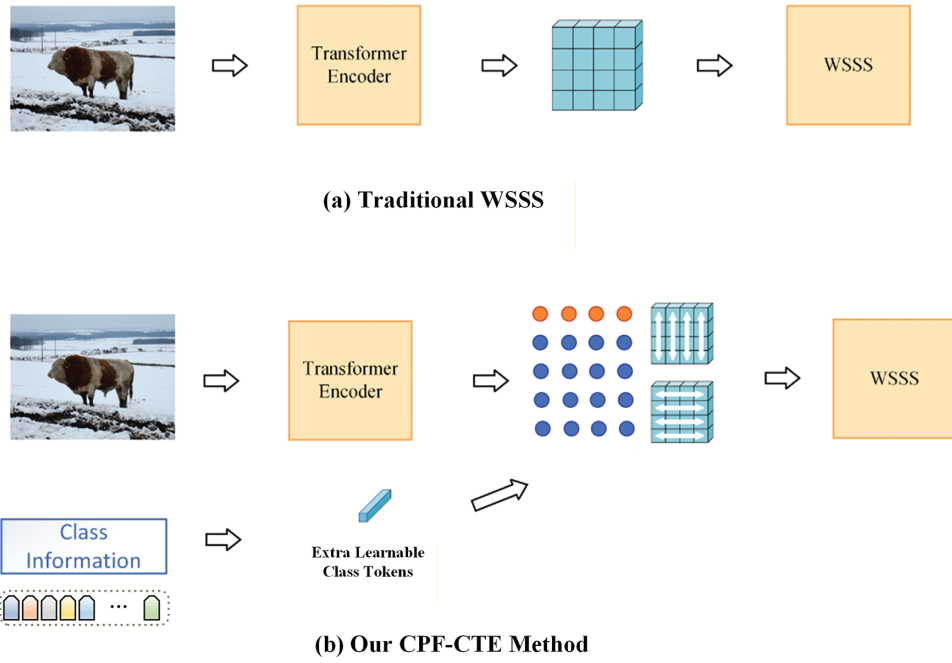 Transformer
Encoder
WSSS
(a) Traditional WSSS
Transformer
Encoder
WSSS
Class
Information
Extra Learnable
Class Tokens
...
(b) Our CPF-CTE Method